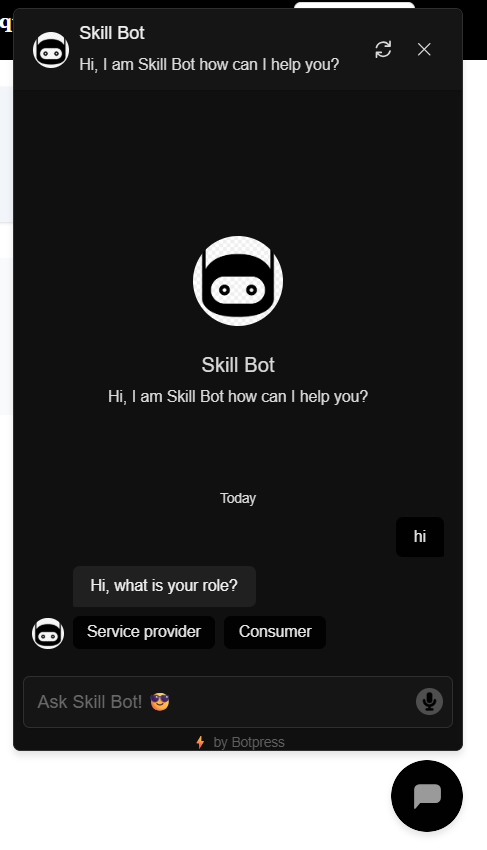 Skill Bot
Hi, I am Skill Bot how can I help you?
Skill Bot
Hi, I am Skill Bot how can I help you?
Today
hi
Hi, what is your role?
Service provider
Consumer
Ask Skill Bot! 😎
by Botpress